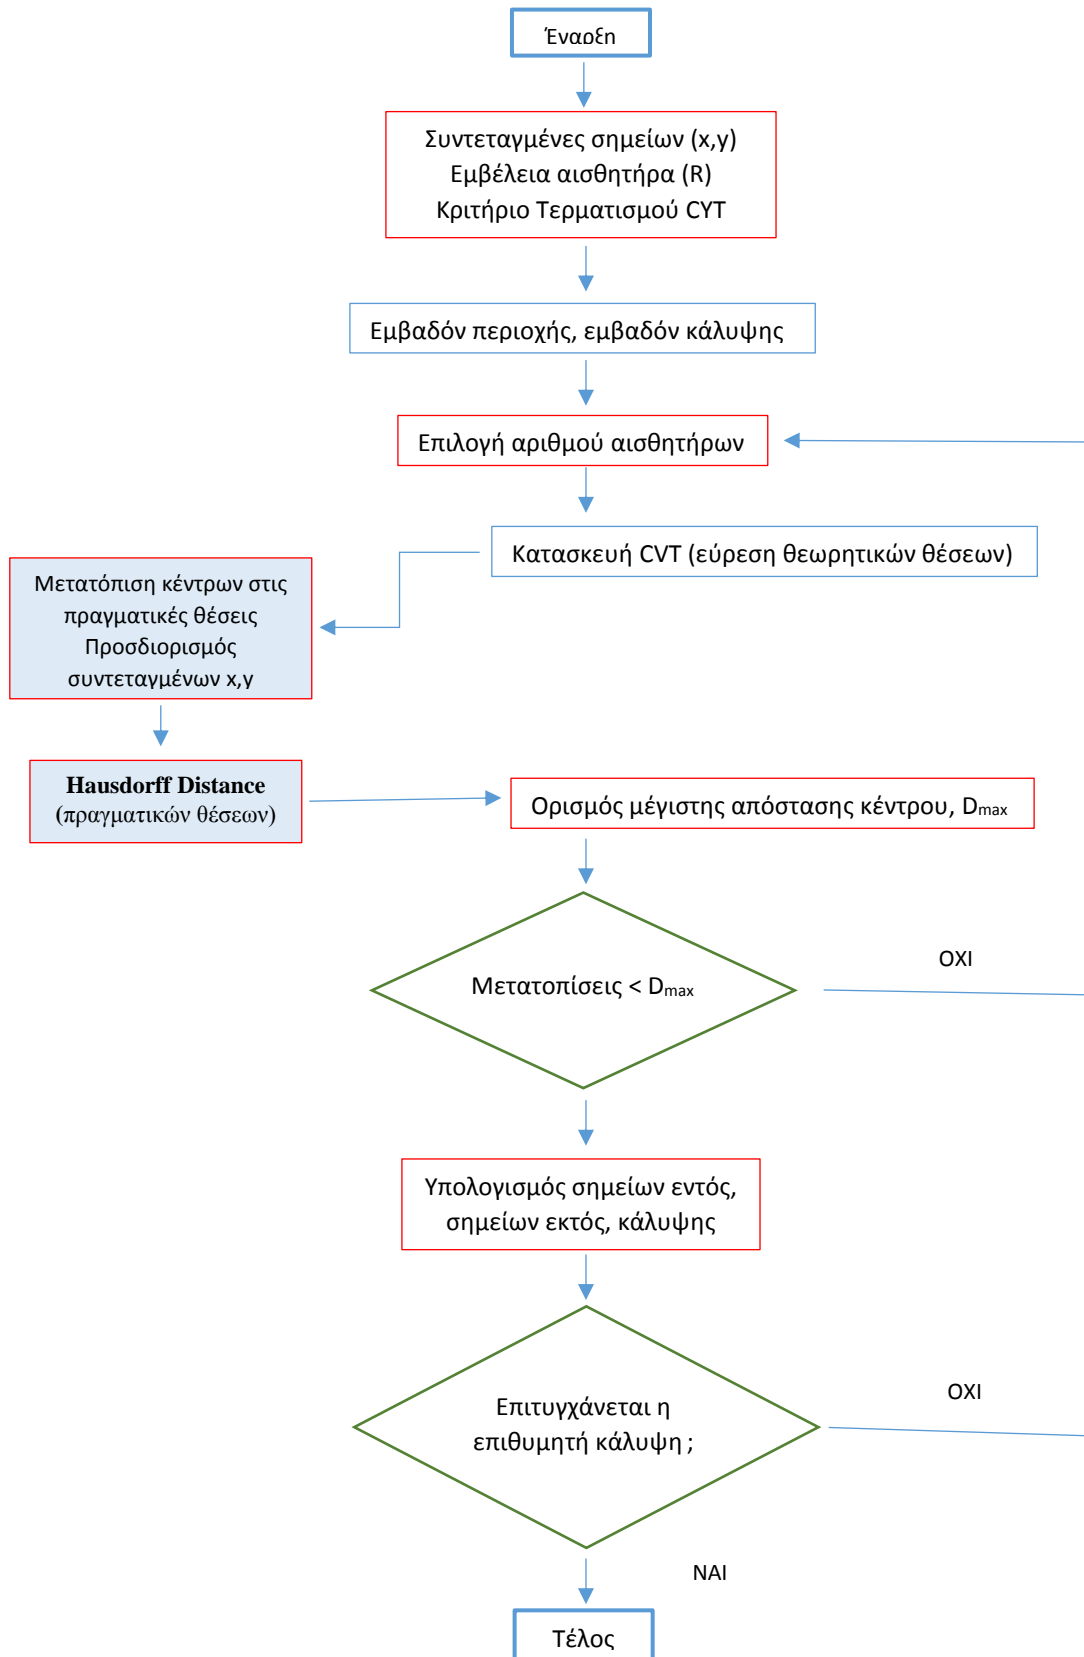 Έναρξη
Συντεταγμένες σημείων (x,y)
Εμβέλεια αισθητήρα (R)
Κριτήριο Τερματισμού CYT
Εμβαδόν περιοχής, εμβαδόν κάλυψης
Επιλογή αριθμού αισθητήρων
Κατασκευή CVT (εύρεση θεωρητικών θέσεων)
Μετατόπιση κέντρων στις
πραγματικές θέσεις
Προσδιορισμός
συντεταγμένων x,y
Hausdorff Distance
(πραγματικών θέσεων)
Ορισμός μέγιστης απόστασης κέντρου, Dmax
Μετατοπίσεις < Dmax
ΟΧΙ
Υπολογισμός σημείων εντός,
σημείων εκτός, κάλυψης
Επιτυγχάνεται η
επιθυμητή κάλυψη ;
ΟΧΙ
ΝΑΙ
Τέλος